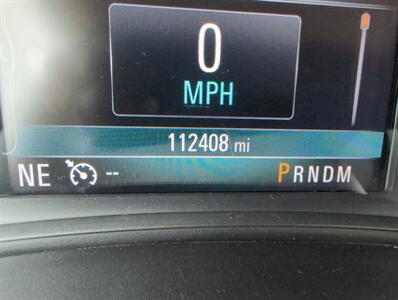 0
MPH
112408 mi
NE -- PRNDM